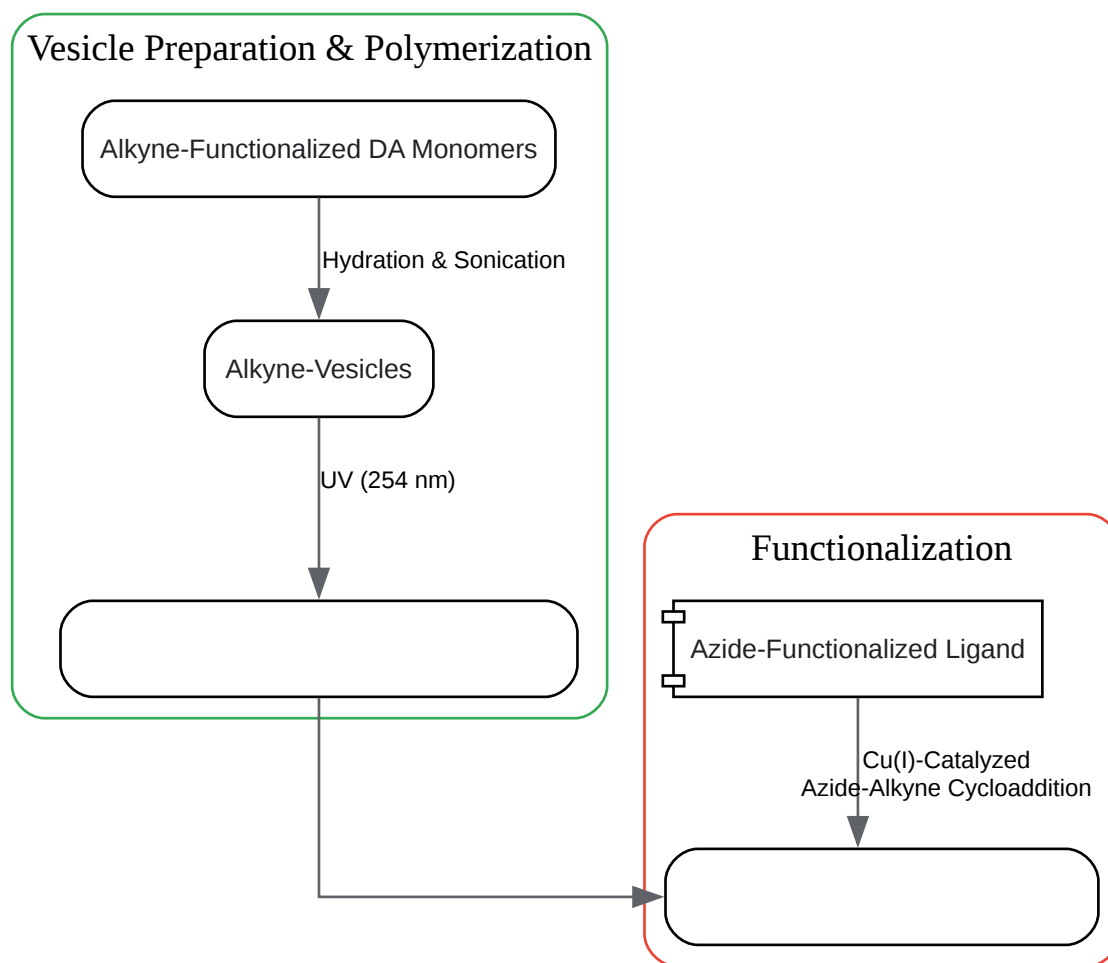 Vesicle Preparation & Polymerization
Alkyne-Functionalized DA Monomers
Hydration & Sonication
Alkyne-Vesicles
UV (254 nm)
Functionalization
Azide-Functionalized Ligand
Cu(I)-Catalyzed
Azide-Alkyne Cycloaddition